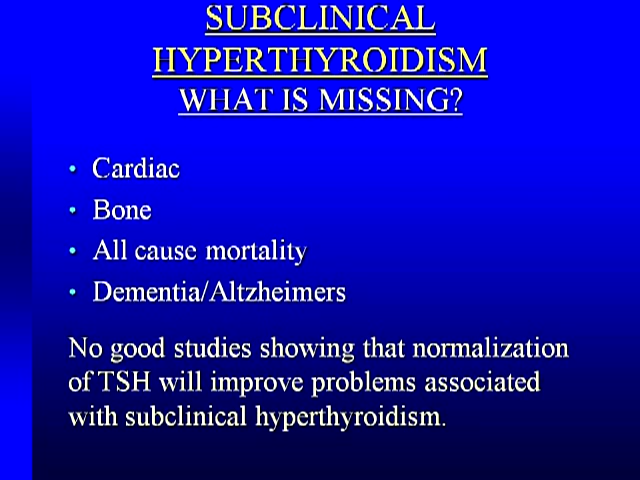 SUBCLINICAL
HYPERTHYROIDISM
WHAT IS MISSING?
• Cardiac
• Bone
• All cause mortality
• Dementia/Altzheimers
No good studies showing that normalization
of TSH will improve problems associated
with subclinical hyperthyroidism.